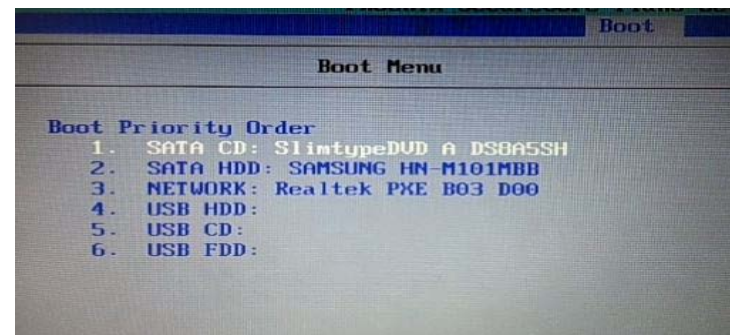 Boot
Boot Menu
Boot Priority Order
1. SATA CD: SlimtypeDVD A DS8A5SH
2. SATA HDD: SAMSUNG HN-M101MBB
3. NETWORK: Realtek PXE B03 D00
4. USB HDD:
5. USB CD:
6. USB FDD: